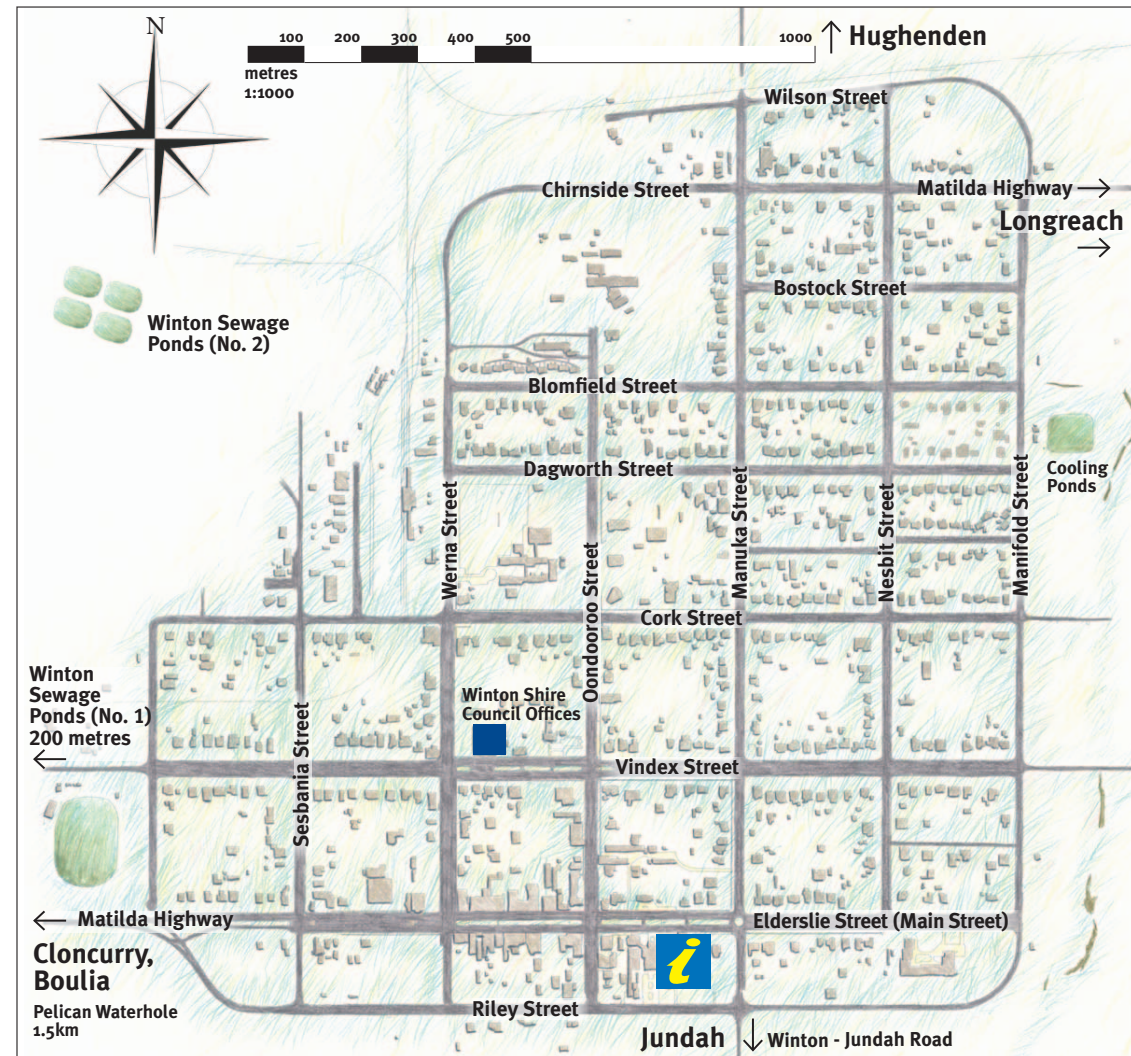 N
100 200 300 400 500 1000
metres
1:1000
Hughenden
Wilson Street
Chirnside Street
Matilda Highway
Longreach
Bostock Street
Winton Sewage
Ponds (No. 2)
Blomfield Street
Dagworth Street
Cooling
Ponds
Werna Street
Oondooroo Street
Manuka Street
Nesbit Street
Manifold Street
Cork Street
Winton
Sewage
Ponds (No. 1)
200 metres
Winton Shire
Council Offices
Sesbania Street
Vindex Street
Matilda Highway
Elderslie Street (Main Street)
Cloncurry,
Boulia
Pelican Waterhole
1.5km
i
Riley Street
Jundah
Winton - Jundah Road